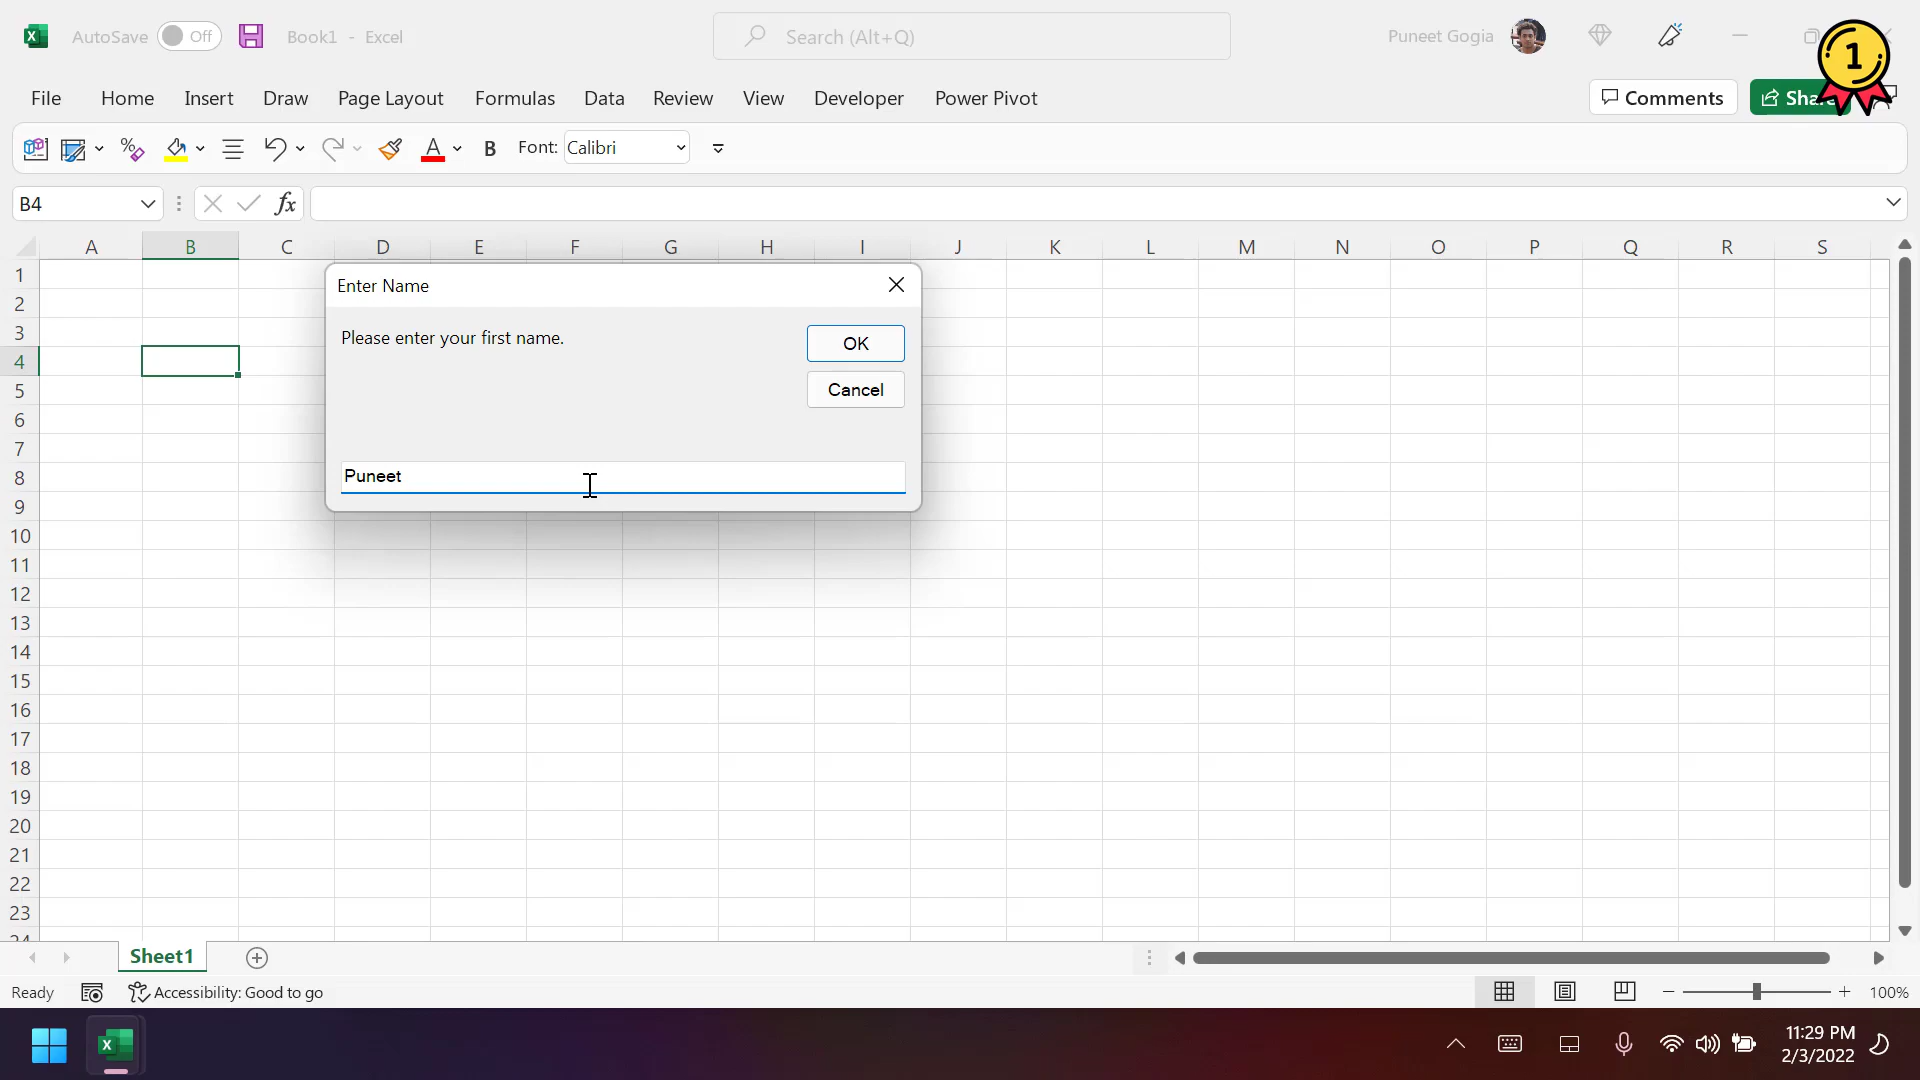 AutoSave Off Book1 - Excel
Search (Alt+Q)
Puneet Gogia
1
File Home Insert Draw Page Layout Formulas Data Review View Developer Power Pivot
Comments
Share
A B Font: Calibri
B4
fx
A B C D E F G H I J K L M N O P Q R S
1
2
3
4
5
6
7
8
9
10
11
12
13
14
15
16
17
18
19
20
21
22
23
24
Enter Name
Please enter your first name.
OK
Cancel
Puneet
Sheet1
Ready
Accessibility: Good to go
100%
11:29 PM
2/3/2022